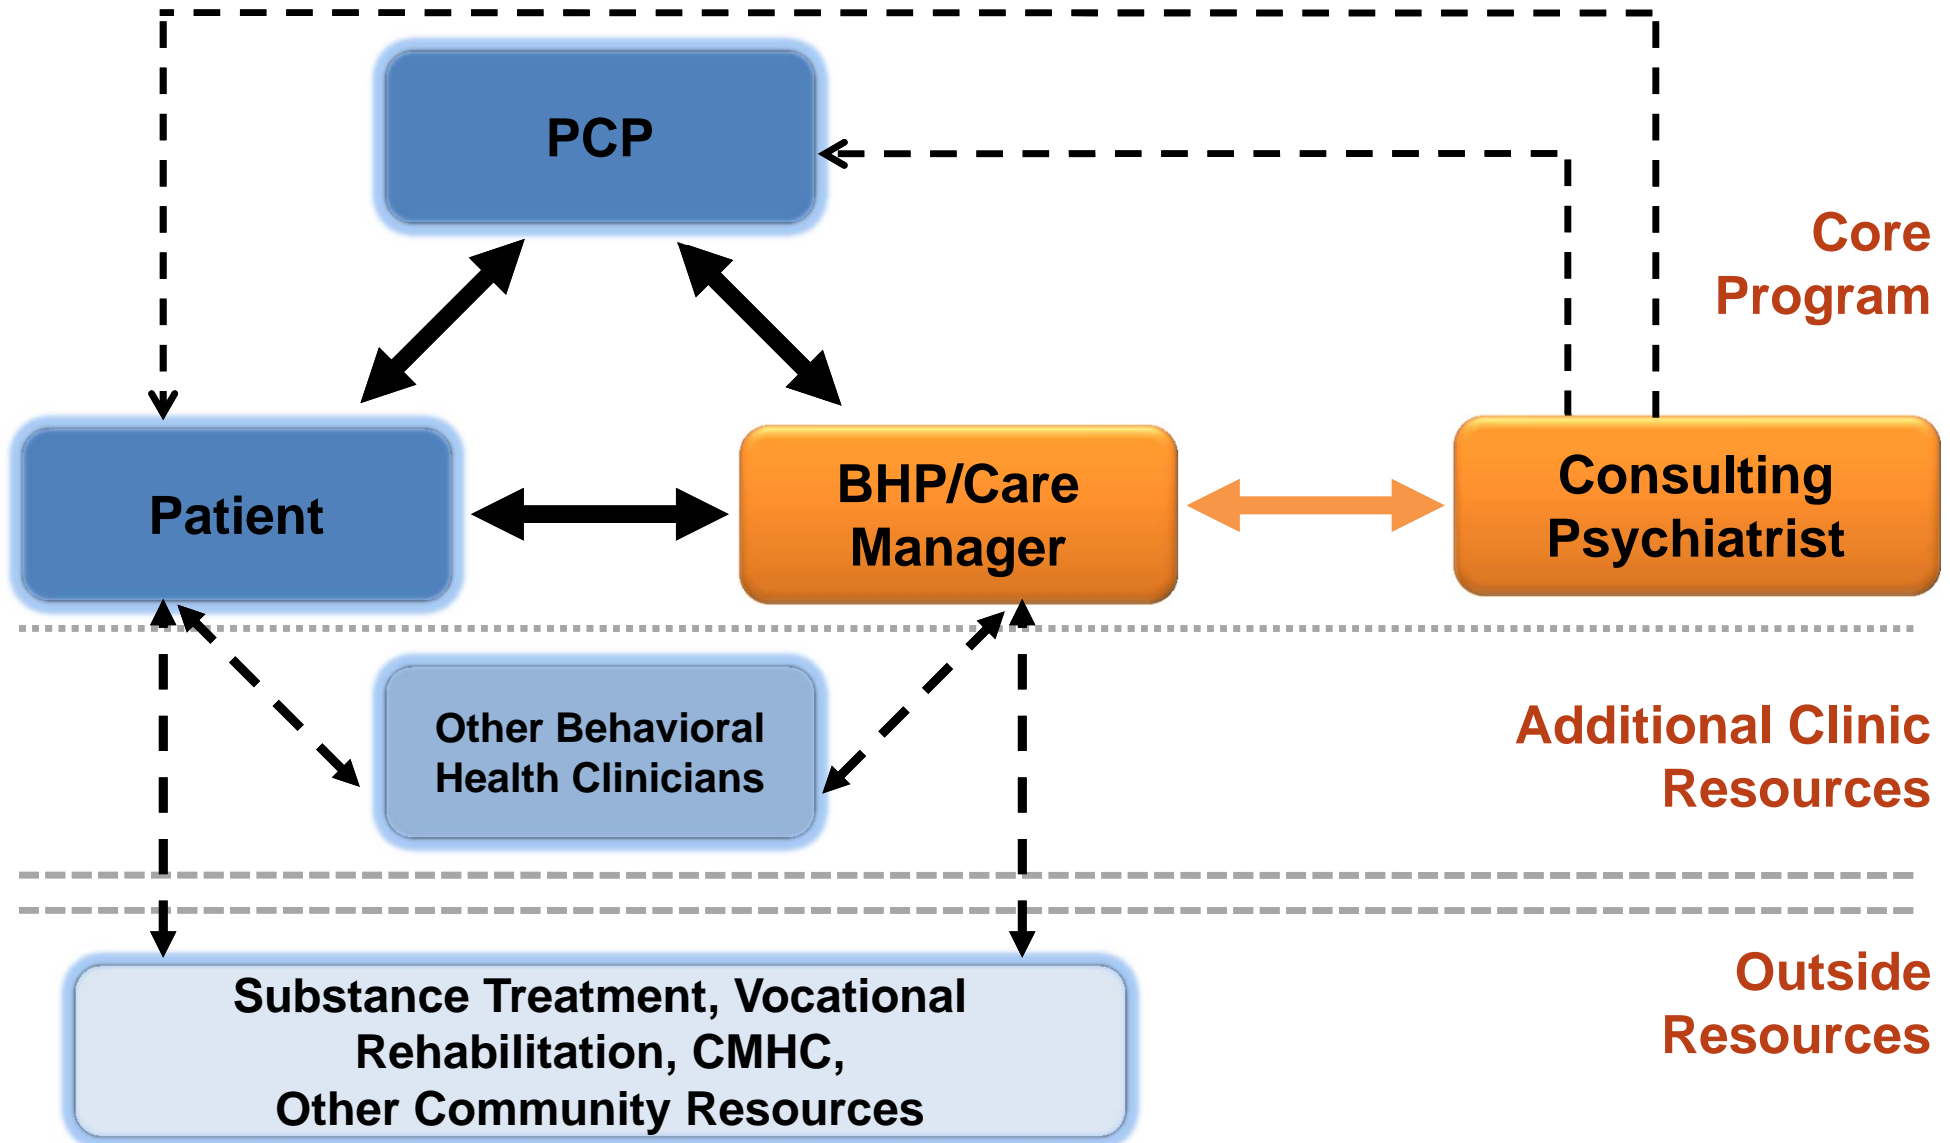 PCP
Core
Program
Patient
BHP/Care
Manager
Consulting
Psychiatrist
Other Behavioral
Health Clinicians
Additional Clinic
Resources
Substance Treatment, Vocational
Rehabilitation, CMHC,
Other Community Resources
Outside
Resources